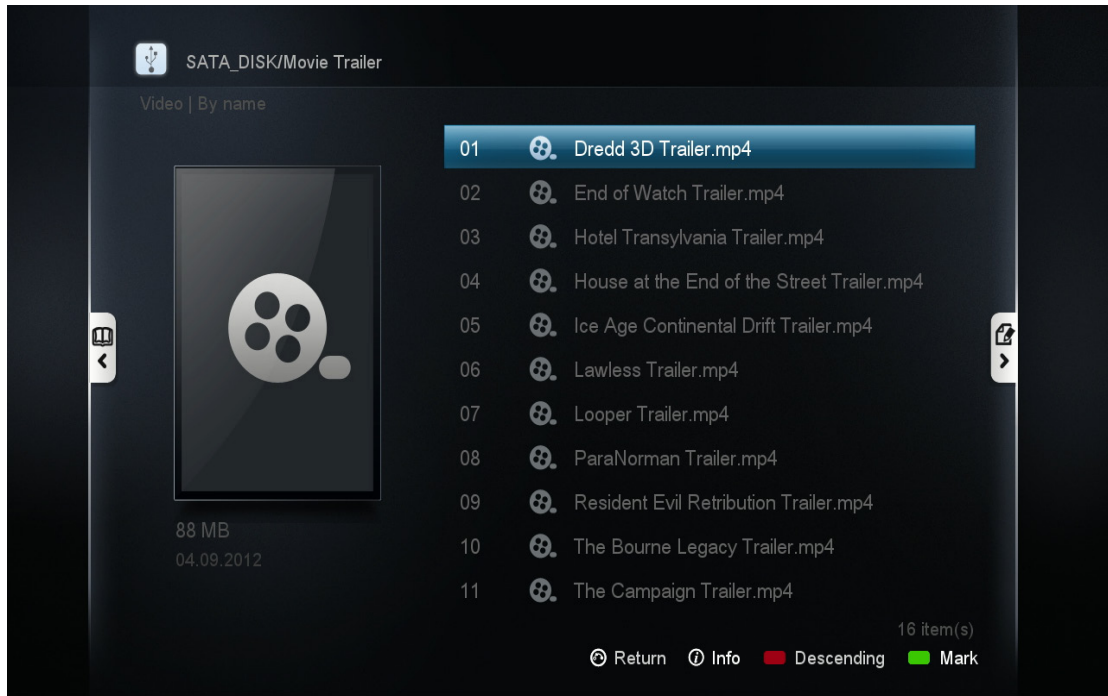 SATA_DISK/Movie Trailer
Video | By name
01 Dredd 3D Trailer.mp4
02 End of Watch Trailer.mp4
03 Hotel Transylvania Trailer.mp4
04 House at the End of the Street Trailer.mp4
05 Ice Age Continental Drift Trailer.mp4
06 Lawless Trailer.mp4
07 Looper Trailer.mp4
08 ParaNorman Trailer.mp4
09 Resident Evil Retribution Trailer.mp4
10 The Bourne Legacy Trailer.mp4
11 The Campaign Trailer.mp4
88 MB
04.09.2012
16 item(s)
Return Info Descending Mark